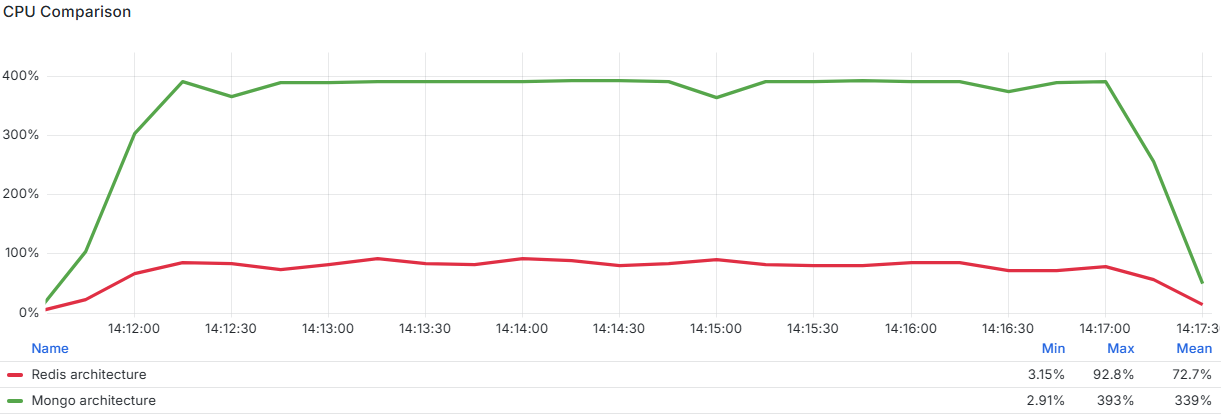 CPU Comparison
400%
300%
200%
100%
0%
14:12:00 14:12:30 14:13:00 14:13:30 14:14:00 14:14:30 14:15:00 14:15:30 14:16:00 14:16:30 14:17:00 14:17:3
Name Min Max Mean
Redis architecture 3.15% 92.8% 72.7%
Mongo architecture 2.91% 393% 339%